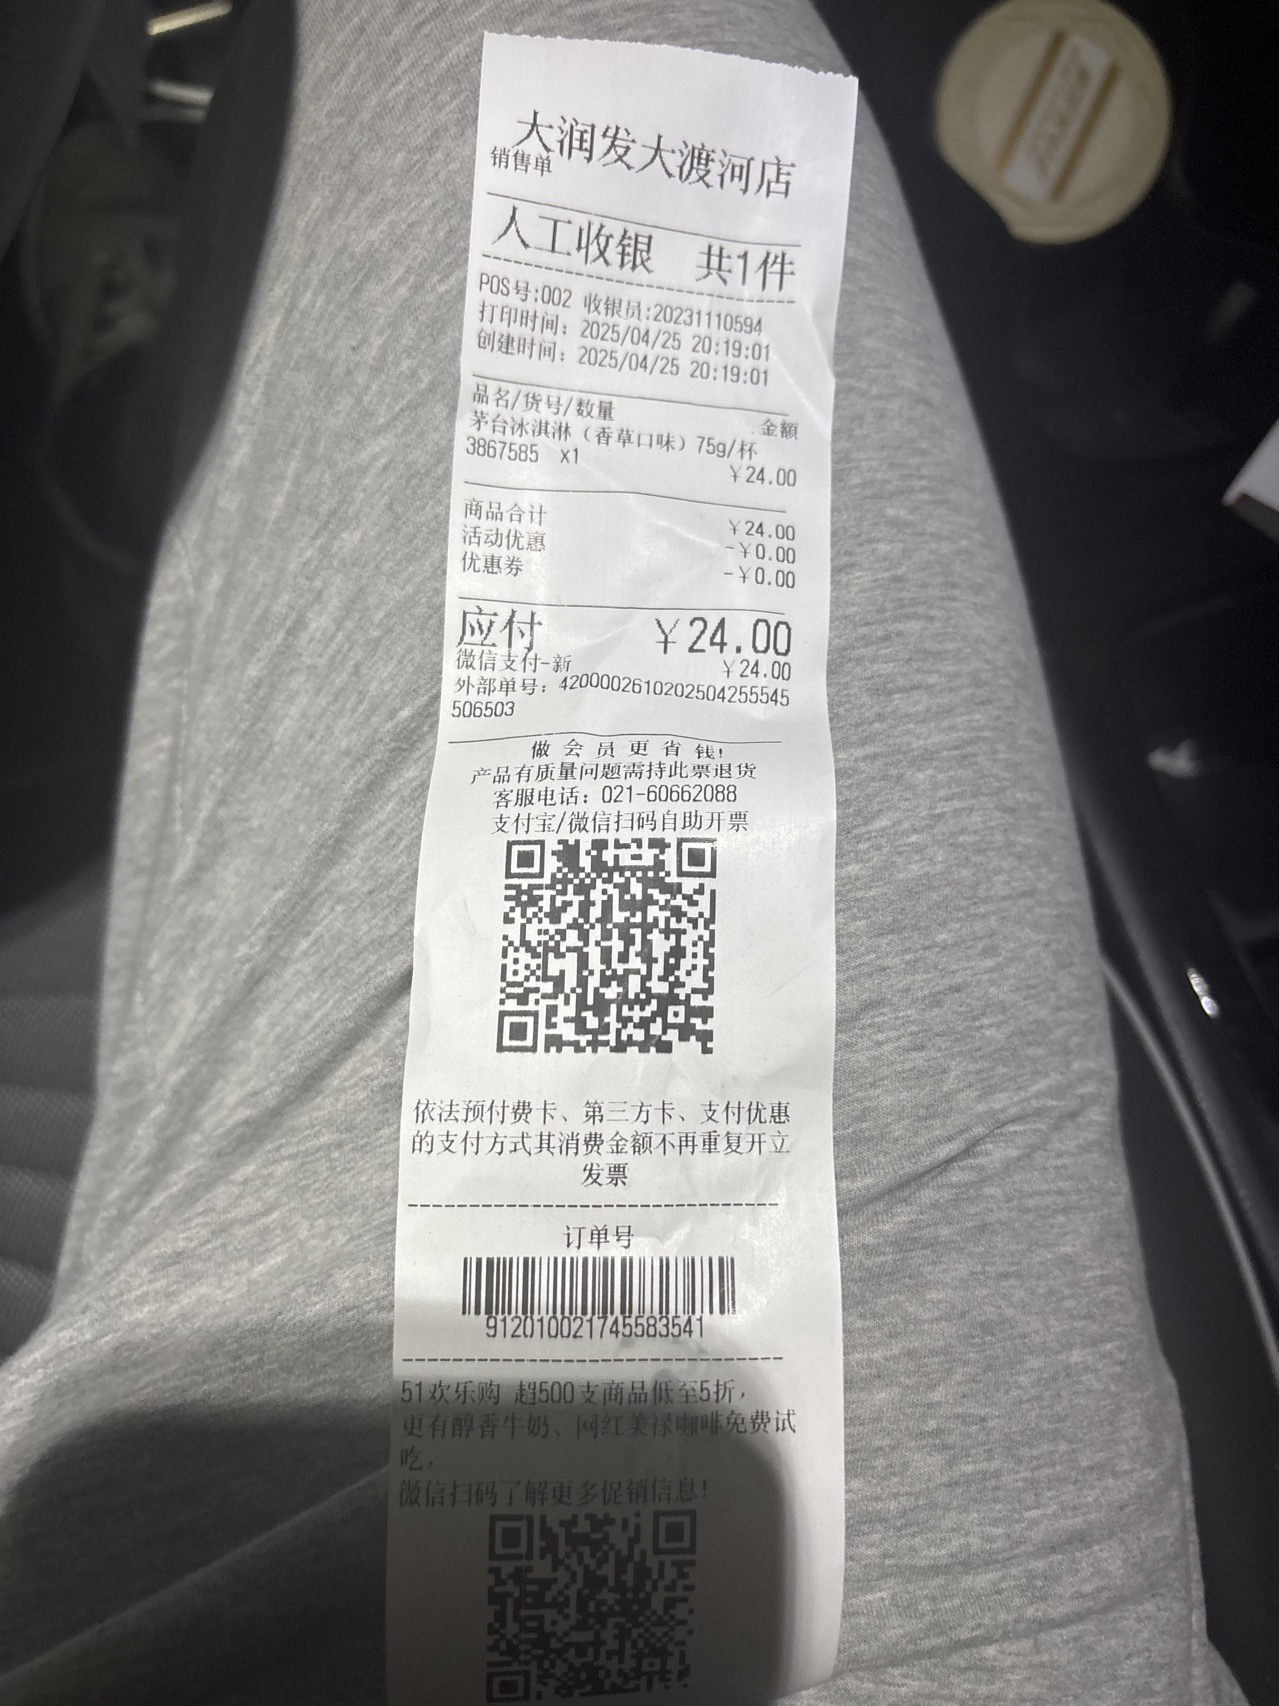 大润发大渡河店
销售单
人工收银 共1件
POS号:002 收银员:20231110594
打印时间: 2025/04/25 20:19:01
创建时间: 2025/04/25 20:19:01
品名/货号/数量 金额
茅台冰淇淋（香草口味）75g/杯
3867585 x1 ￥24.00
商品合计 ￥24.00
活动优惠 -￥0.00
优惠券 -￥0.00
应付 ￥24.00
微信支付-新 ￥24.00
外部单号: 4200002610202504255545
506503
做会员更省钱!
产品有质量问题需持此票退货
客服电话: 021-60662088
支付宝/微信扫码自助开票
依法预付费卡、第三方卡、支付优惠
的支付方式其消费金额不再重复开立
发票
订单号
912010021745583541
51欢乐购 超500支商品低至5折,
更有醇香牛奶、网红美禄咖啡免费试
吃,
微信扫码了解更多促销信息!